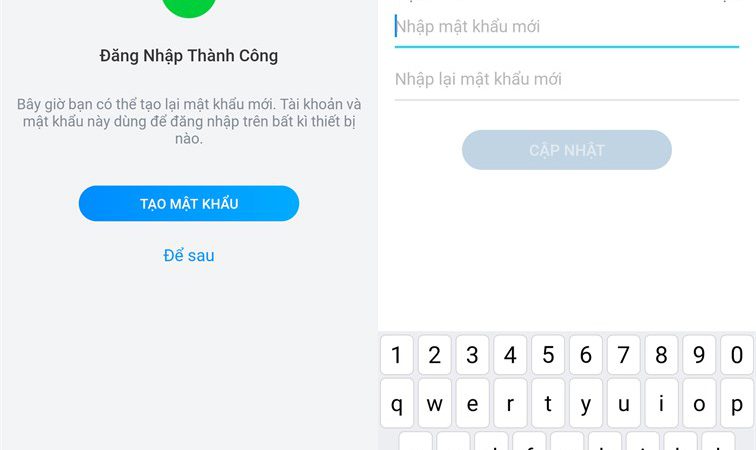 Đăng Nhập Thành Công
Bây giờ bạn có thể tạo lại mật khẩu mới. Tài khoản và
mật khẩu này dùng để đăng nhập trên bất kì thiết bị
nào.
TẠO MẬT KHẨU
Để sau
Nhập mật khẩu mới
Nhập lại mật khẩu mới
CẬP NHẬT
1 2 3 4 5 6 7 8 9 0
q w e r t y u i o p